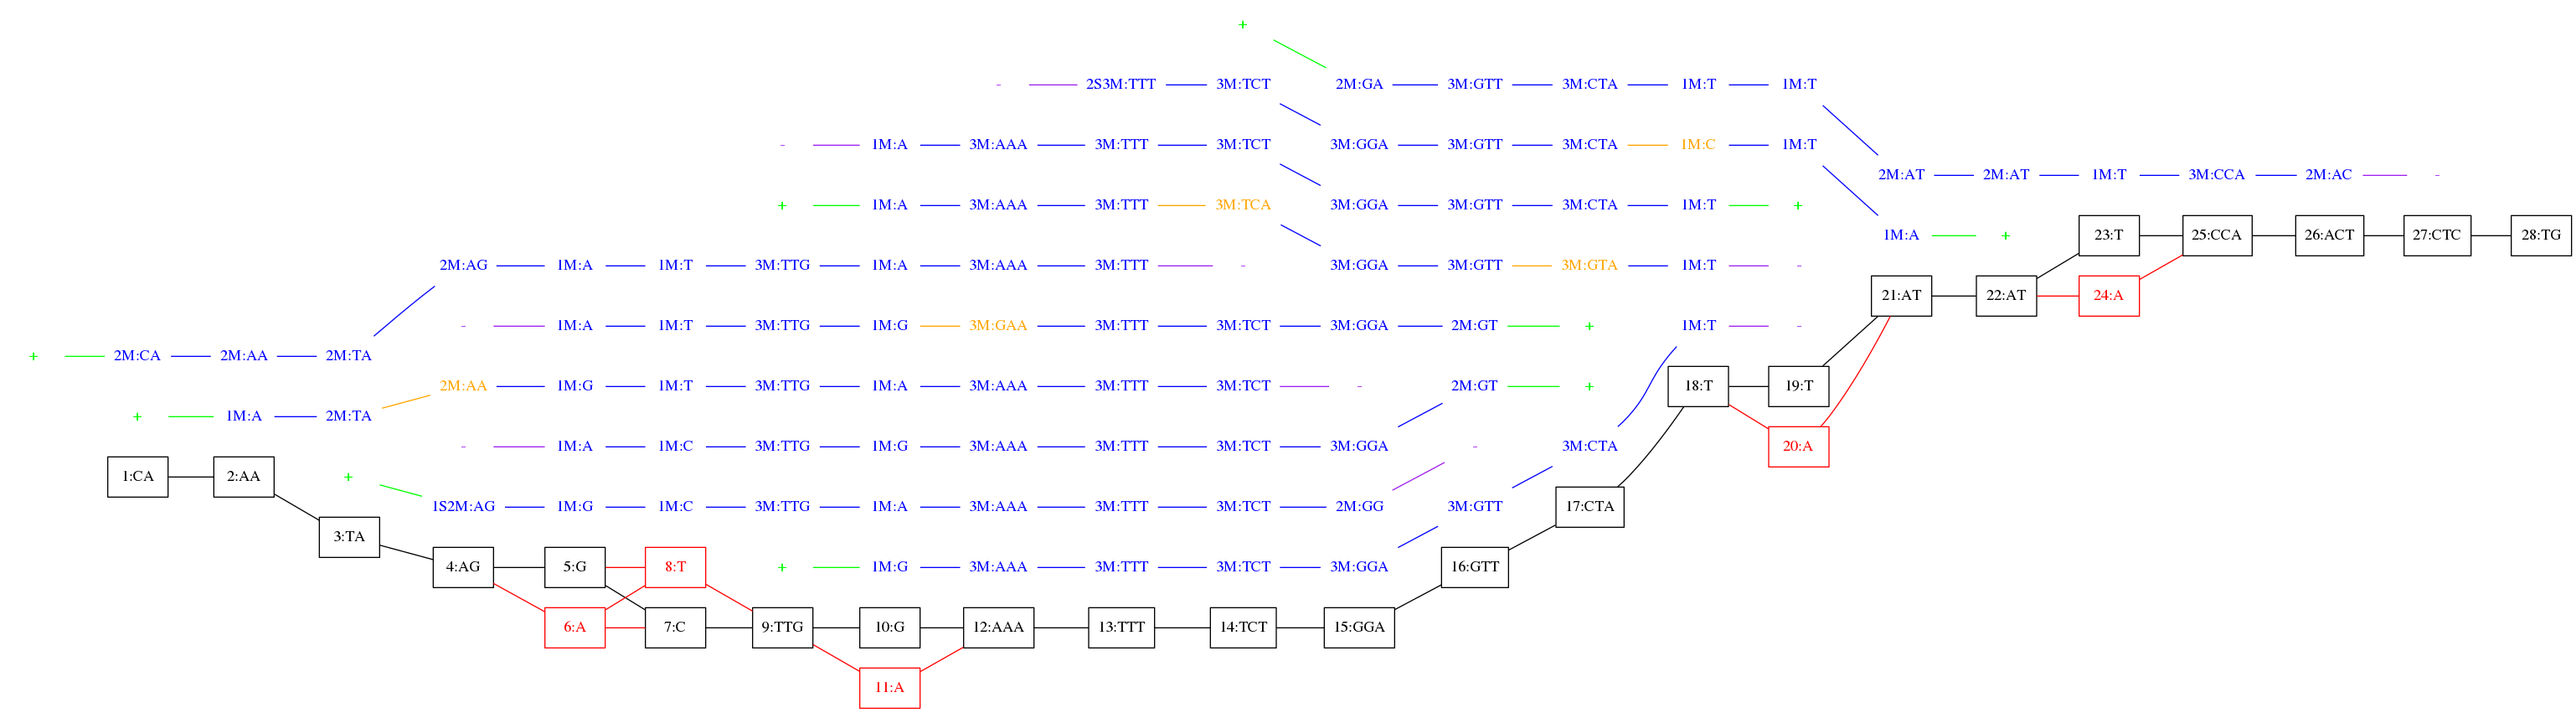 +
- 2S3M:TTT 3M:TCT 2M:GA 3M:GTT 3M:CTA 1M:T 1M:T
- 1M:A 3M:AAA 3M:TTT 3M:TCT 3M:GGA 3M:GTT 3M:CTA 1M:C 1M:T
2M:AT 2M:AT 1M:T 3M:CCA 2M:AC -
+ 1M:A 3M:AAA 3M:TTT 3M:TCA 3M:GGA 3M:GTT 3M:CTA 1M:T +
1M:A + 23:T 25:CCA 26:ACT 27:CTC 28:TG
2M:AG 1M:A 1M:T 3M:TTG 1M:A 3M:AAA 3M:TTT - 3M:GGA 3M:GTT 3M:GTA 1M:T -
21:AT 22:AT 24:A
- 1M:A 1M:T 3M:TTG 1M:G 3M:GAA 3M:TTT 3M:TCT 3M:GGA 2M:GT + 1M:T -
+ 2M:CA 2M:AA 2M:TA
2M:AA 1M:G 1M:T 3M:TTG 1M:A 3M:AAA 3M:TTT 3M:TCT - 2M:GT + 18:T 19:T
+ 1M:A 2M:TA
- 1M:A 1M:C 3M:TTG 1M:G 3M:AAA 3M:TTT 3M:TCT 3M:GGA - 3M:CTA 20:A
1:CA 2:AA +
1S2M:AG 1M:G 1M:C 3M:TTG 1M:A 3M:AAA 3M:TTT 3M:TCT 2M:GG 3M:GTT 17:CTA
3:TA
4:AG 5:G 8:T + 1M:G 3M:AAA 3M:TTT 3M:TCT 3M:GGA 16:GTT
6:A 7:C 9:TTG 10:G 12:AAA 13:TTT 14:TCT 15:GGA
11:A